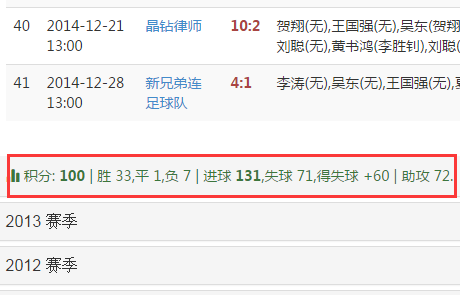 40 2014-12-21 晶钻律师 10:2 贺翔(无),王国强(无),吴东(贺翔
13:00 刘聪(无),黄书鸿(李胜钊),刘聪(
41 2014-12-28 新兄弟连 4:1 李涛(无),吴东(无),王国强(无),
13:00 足球队
积分: 100 | 胜 33,平 1,负 7 | 进球 131,失球 71,得失球 +60 | 助攻 72.
2013 赛季
2012 赛季